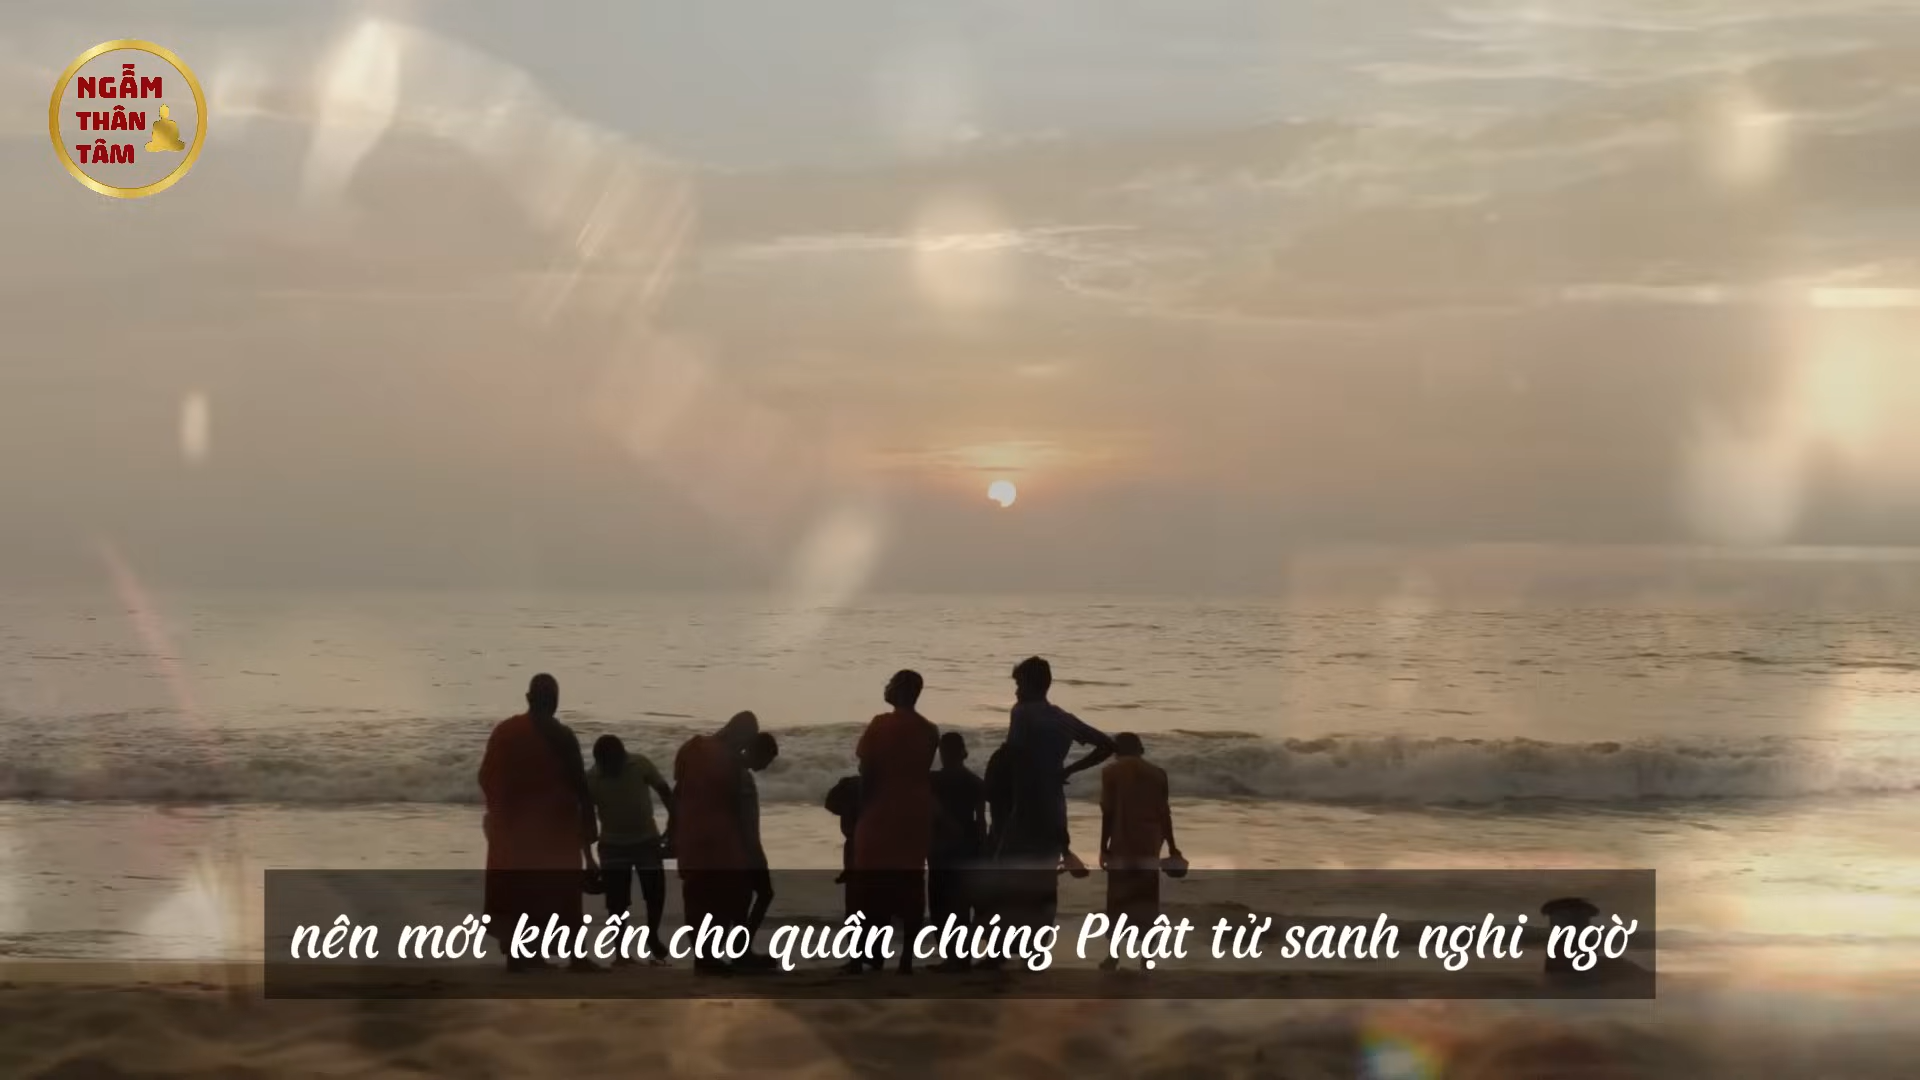 NGẪM
THÂN
TÂM
nên mới khiến cho quần chúng Phật tử sanh nghi ngờ